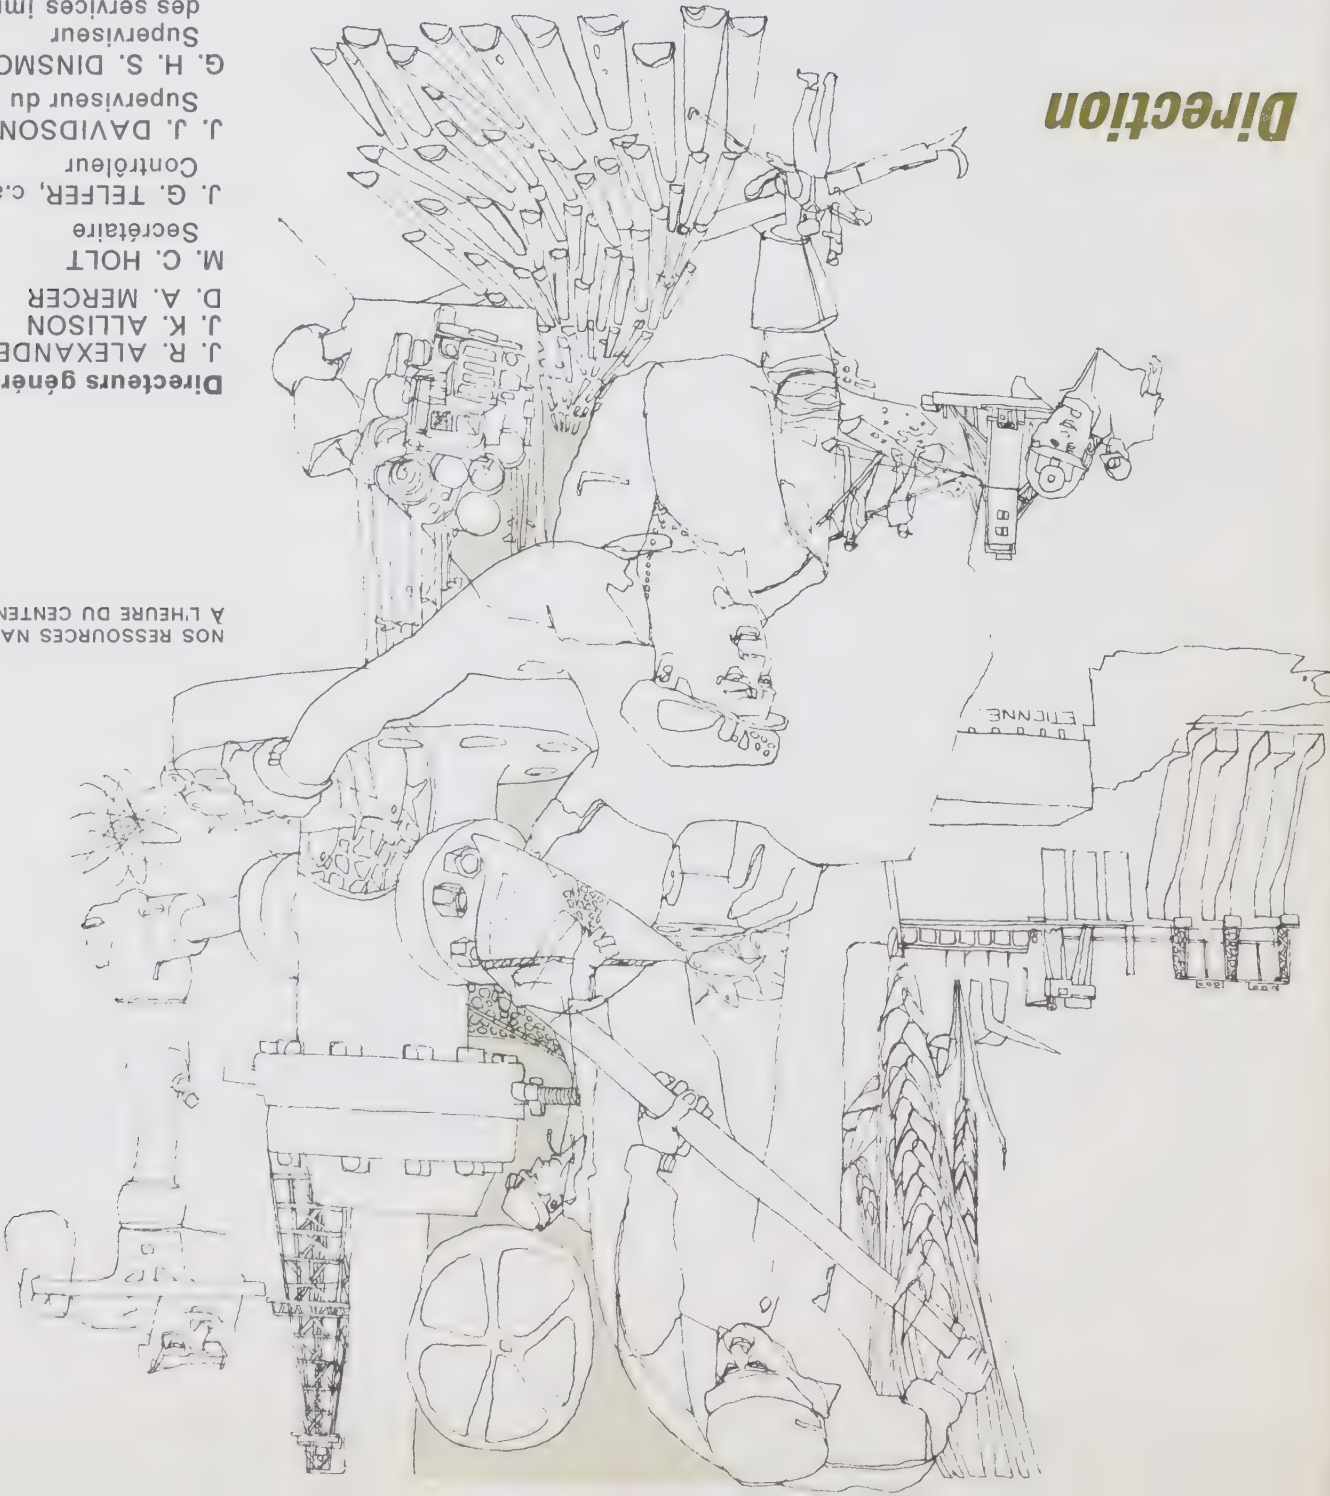 ETIENNE
NOS RESSOURCES NA
À L'HEURE DU CENTEN
Directeurs génér
J. R. ALEXANDE
J. K. ALLISON
D. A. MERCER
M. C. HOLT
Secrétaire
J. G. TELFER, c.a
Contrôleur
J. J. DAVIDSON
Superviseur du
G. H. S. DINSMO
Superviseur
des services imm
Direction